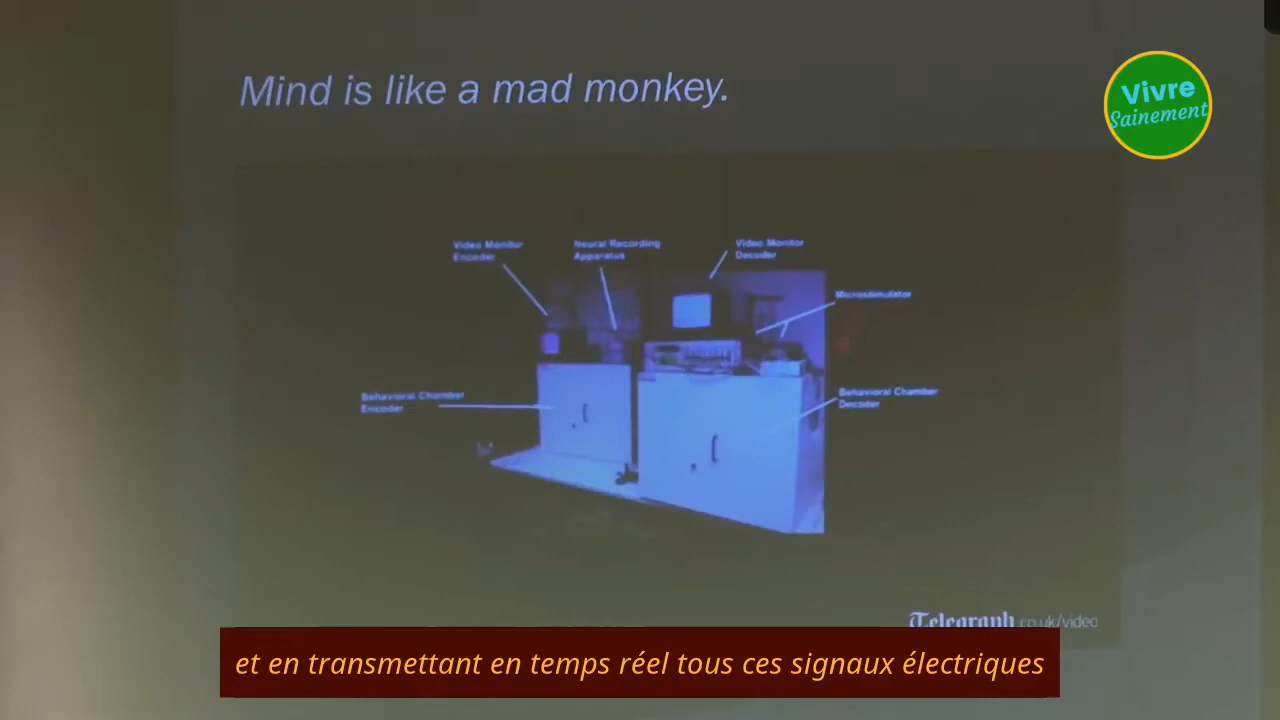 Mind is like a mad monkey.
Vivre
Sainement
Video Monitor
Encoder
Neural Recording
Apparatus
Video Monitor
Decoder
Microstimulator
Behavioral Chamber
Encoder
Behavioral Chamber
Decoder
Telegraph.co.uk/video
et en transmettant en temps réel tous ces signaux électriques